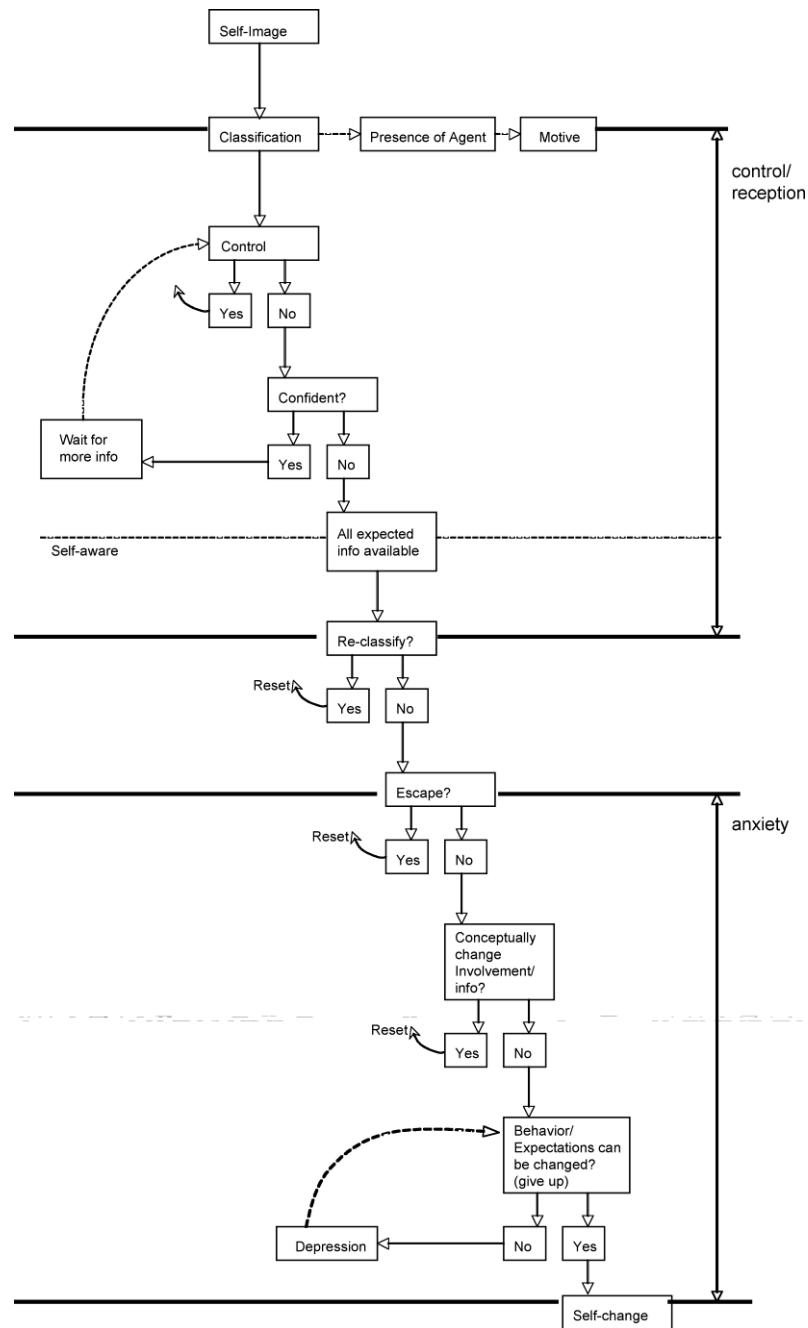 Self-Image
Classification
Presence of Agent
Motive
control/
reception
Control
Yes
No
Confident?
Wait for
more info
Yes
No
All expected
info available
Self-aware
Re-classify?
Reset
Yes
No
Escape?
anxiety
Reset
Yes
No
Conceptually
change
Involvement/
info?
Reset
Yes
No
Behavior/
Expectations can
be changed?
(give up)
Depression
No
Yes
Self-change